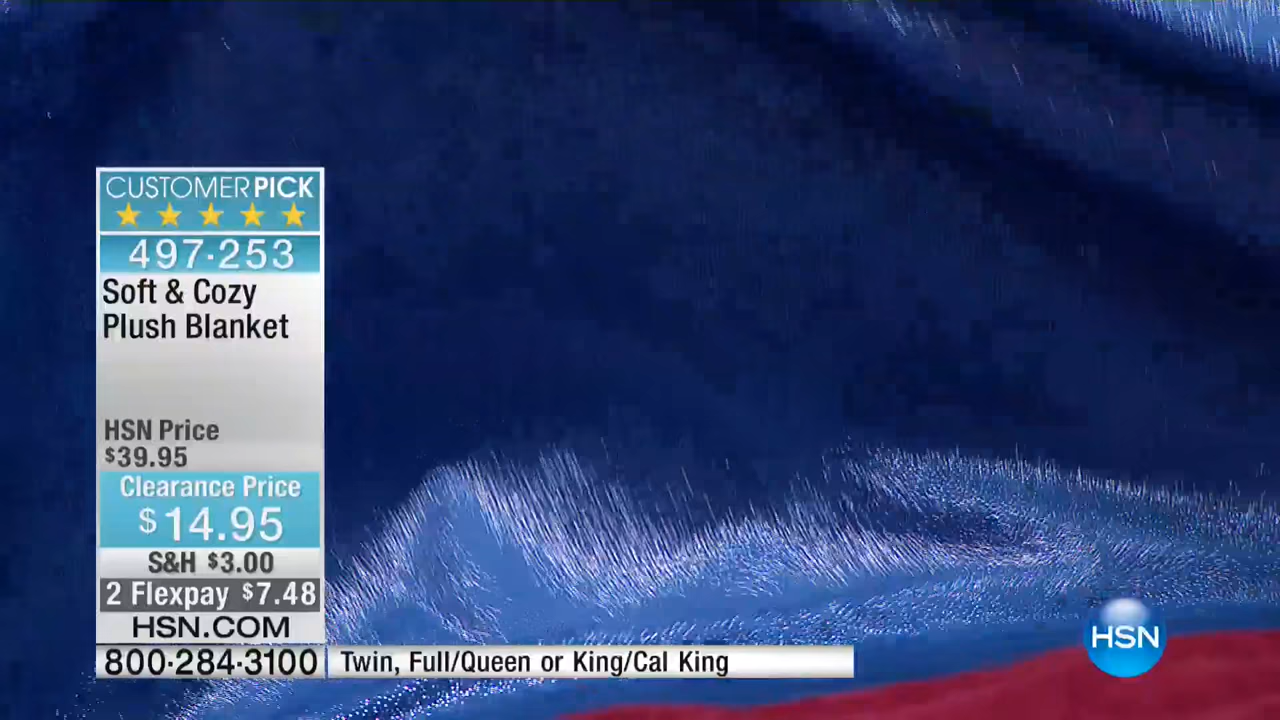 CUSTOMERPICK
497·253
Soft & Cozy
Plush Blanket
HSN Price
$39.95
Clearance Price
$14.95
S&H $3.00
2 Flexpay $7.48
HSN.COM
800·284·3100
Twin, Full/Queen or King/Cal King
HSN